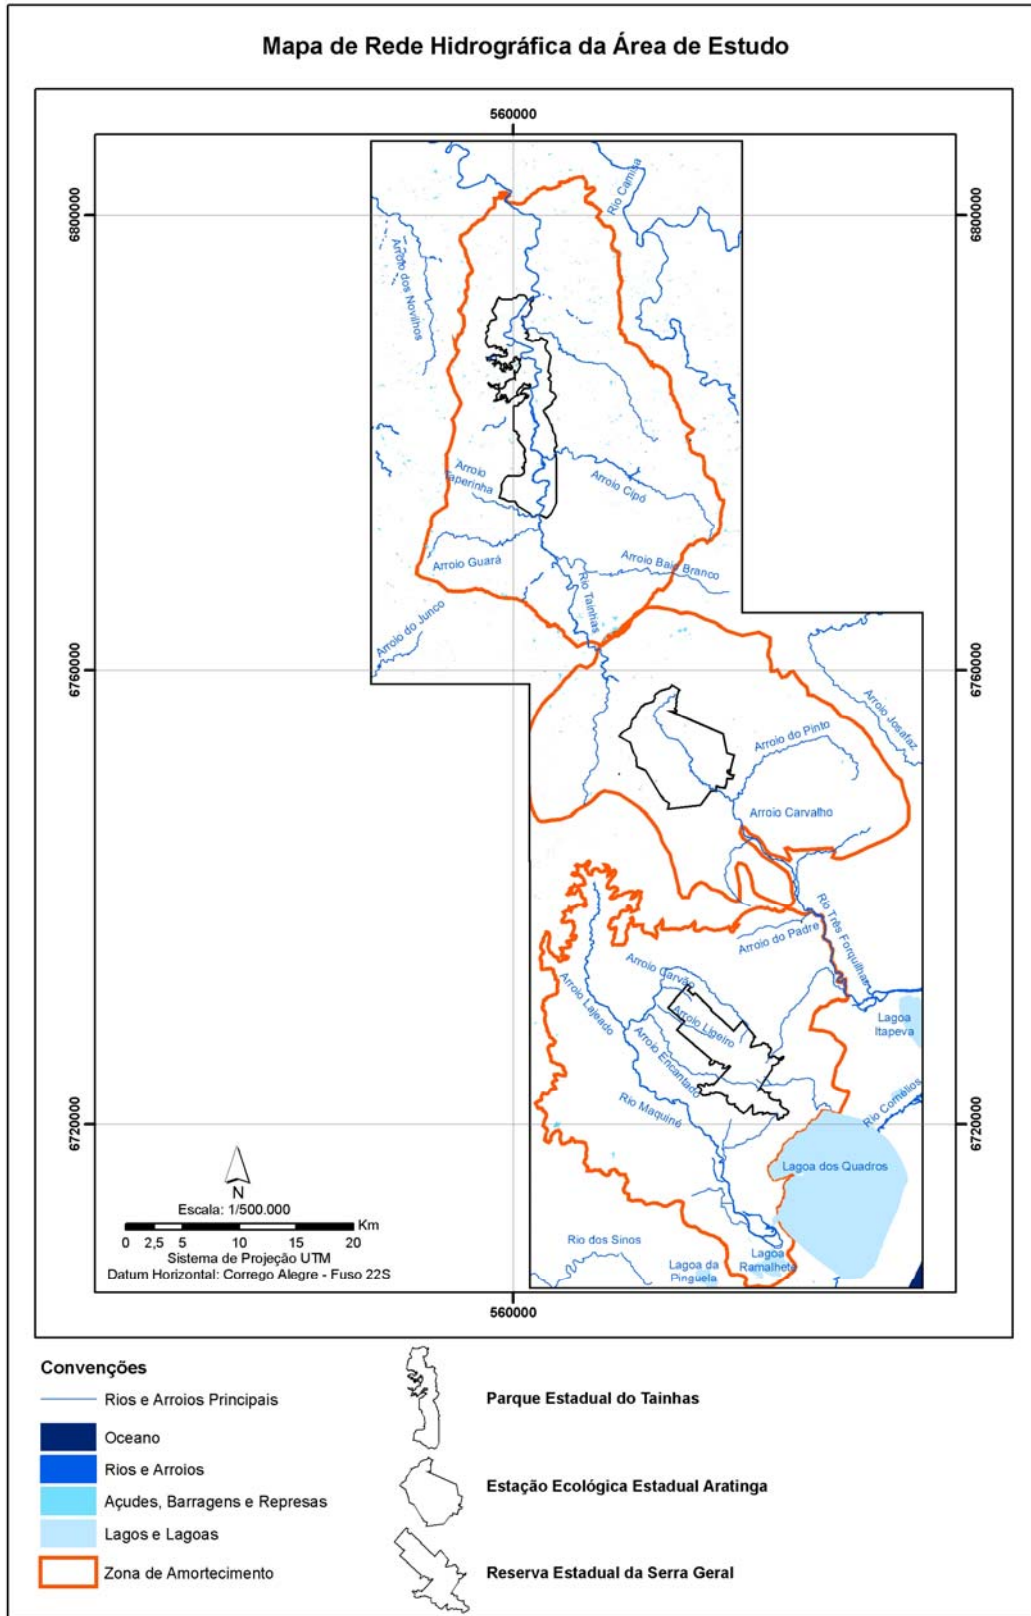 Mapa de Rede Hidrográfica da Área de Estudo
560000
Rio Camisa
6800000
6800000
Arroio dos Novilhos
Arroio
Taperinha
Arroio Cipó
Arroio Guará
Arroio Baio Branco
Rio Tainhas
Arroio do Junco
6760000
6760000
Arroio Josafaz
Arroio do Pinto
Arroio Carvalho
Rio Três Forquilhas
Arroio do Padre
Arroio Carvão
Arroio Lajeado
Arroio Ligeiro
Lagoa
Itapeva
Arroio Encantado
Rio Maquiné
Rio Cornélios
6720000
6720000
Lagoa dos Quadros
N
Escala: 1/500.000
Km
0 2,5 5 10 15 20
Sistema de Projeção UTM
Datum Horizontal: Corrego Alegre - Fuso 22S
Rio dos Sinos
Lagoa da
Pinguela
Lagoa
Ramalhete
560000
Convenções
Rios e Arroios Principais
Oceano
Rios e Arroios
Açudes, Barragens e Represas
Lagos e Lagoas
Zona de Amortecimento
Parque Estadual do Tainhas
Estação Ecológica Estadual Aratinga
Reserva Estadual da Serra Geral